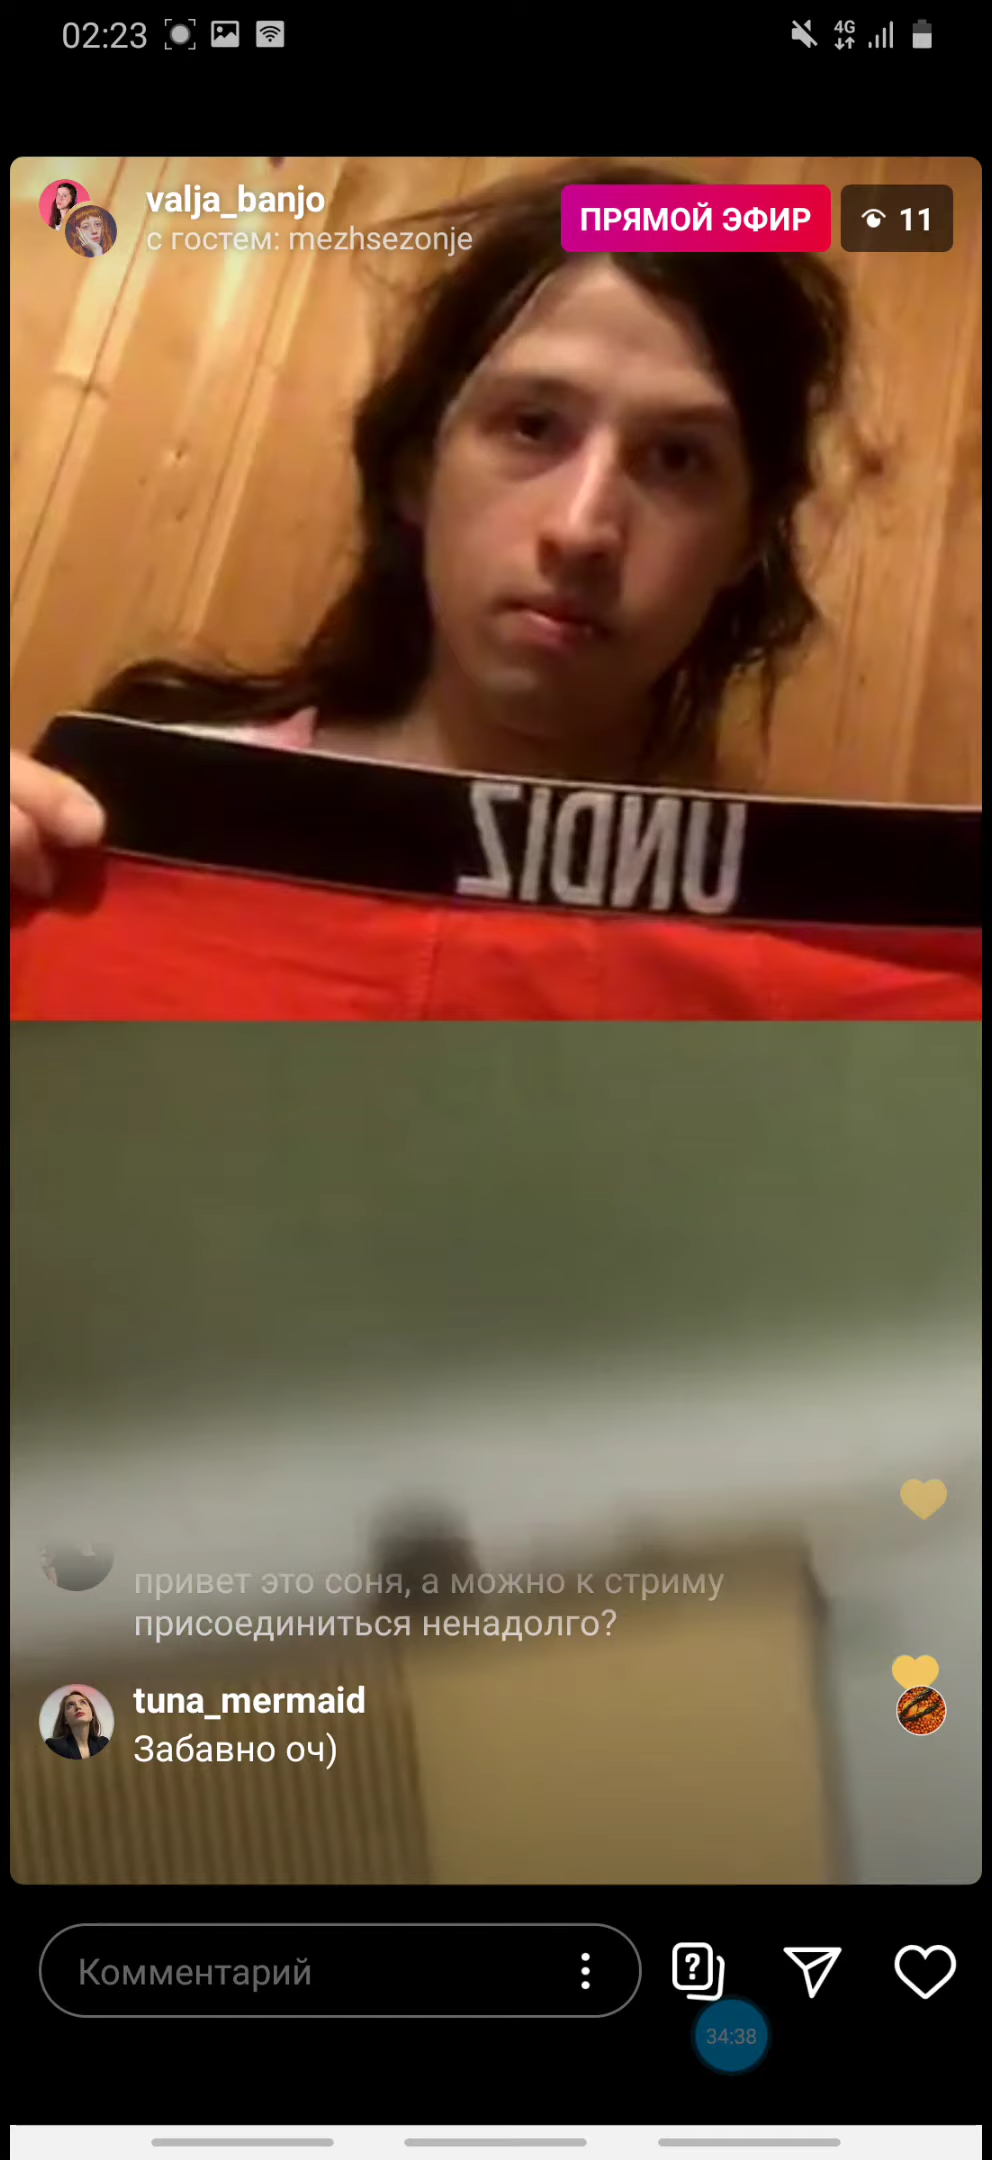 02:23
4G
valja_banjo
с гостем: mezhsezonje
ПРЯМОЙ ЭФИР
11
UNDIZ
привет это соня, а можно к стриму
присоединиться ненадолго?
tuna_mermaid
Забавно оч)
Комментарий
?
34:38